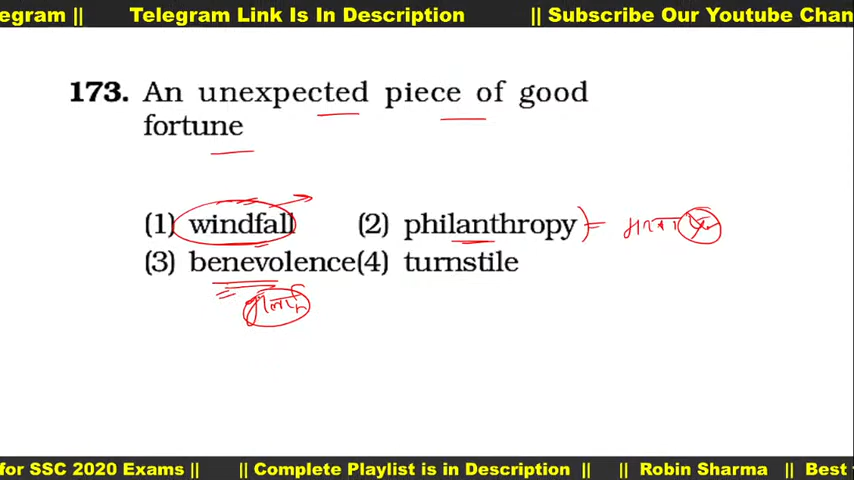 egram ||    Telegram Link Is In Description    || Subscribe Our Youtube Chan
173. An unexpected piece of good
fortune
(1) windfall (2) philanthropy =
(3) benevolence (4) turnstile
for SSC 2020 Exams ||    || Complete Playlist is in Description ||    || Robin Sharma || Best